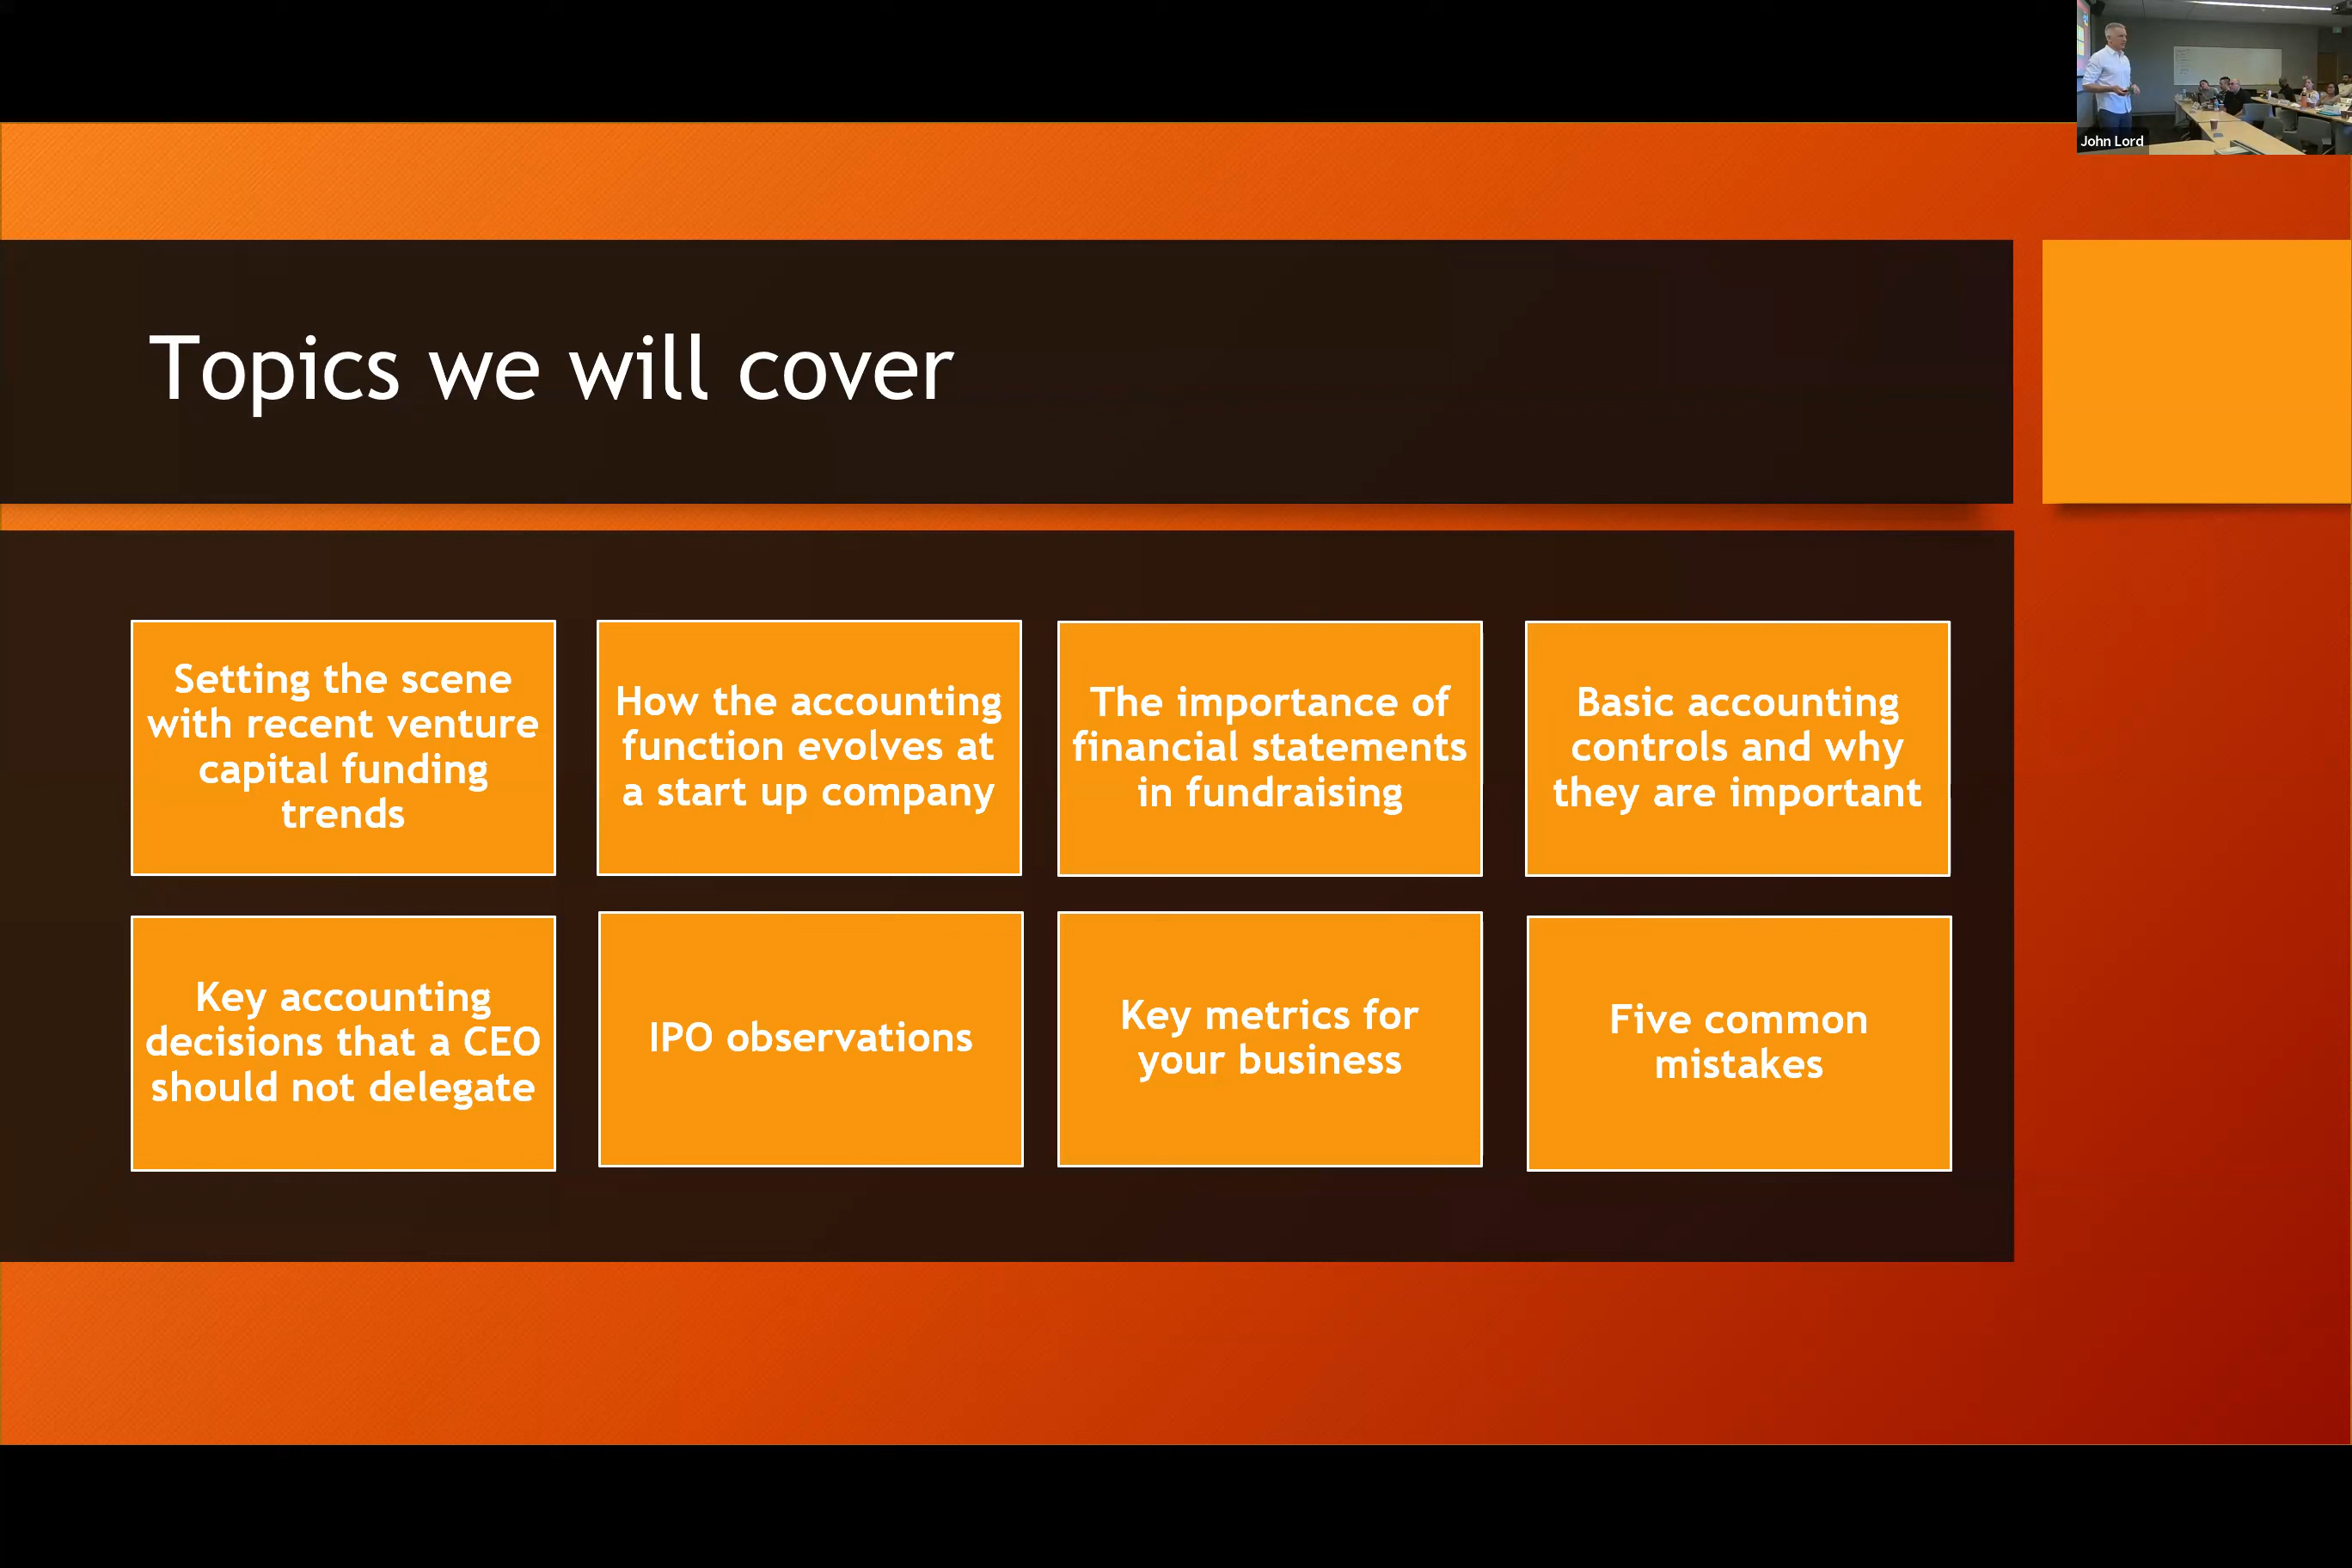 John Lord
Topics we will cover
Setting the scene
with recent venture
capital funding
trends
How the accounting
function evolves at
a start up company
The importance of
financial statements
in fundraising
Basic accounting
controls and why
they are important
Key accounting
decisions that a CEO
should not delegate
IPO observations
Key metrics for
your business
Five common
mistakes